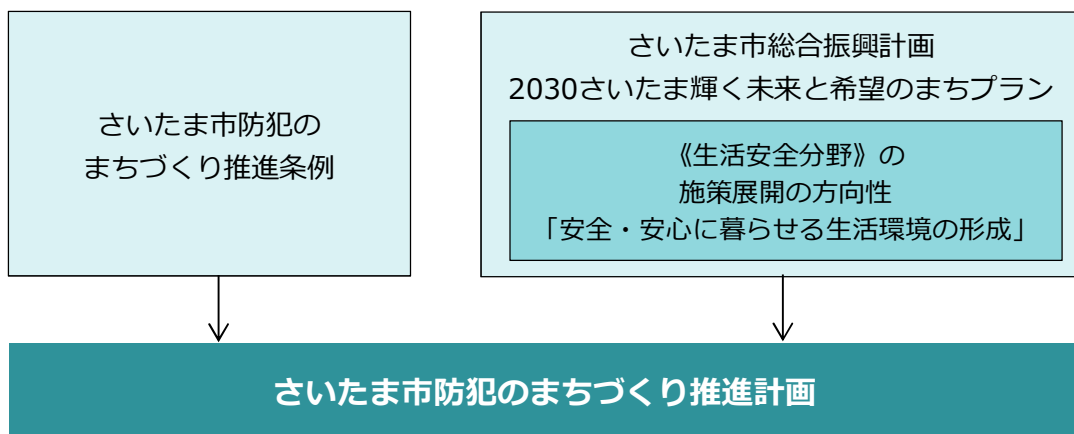 さいたま市防犯の
まちづくり推進条例
さいたま市総合振興計画
2030さいたま輝く未来と希望のまちプラン
《生活安全分野》の
施策展開の方向性
「安全・安心に暮らせる生活環境の形成」
さいたま市防犯のまちづくり推進計画